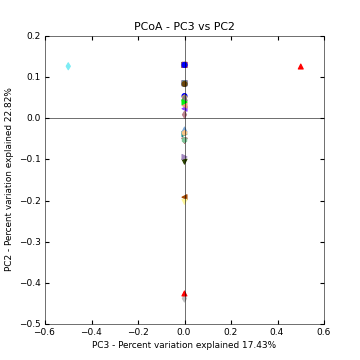 PCoA - PC3 vs PC2
0.2
0.1
0.0
−0.1
−0.2
−0.3
−0.4
−0.5
PC2 - Percent variation explained 22.82%
−0.6 −0.4 −0.2 0.0 0.2 0.4 0.6
PC3 - Percent variation explained 17.43%